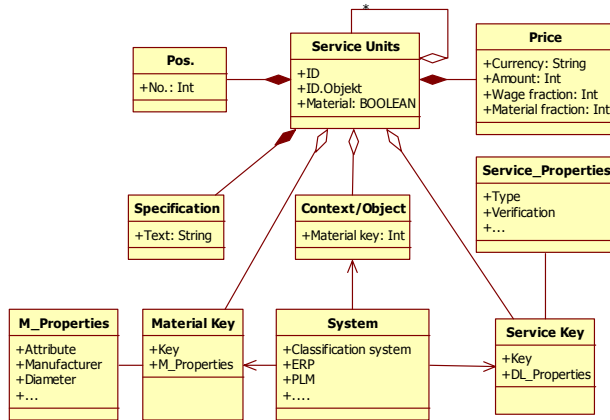 *
Service Units
+ID
+ID.Objekt
+Material: BOOLEAN
Pos.
+No.: Int
Price
+Currency: String
+Amount: Int
+Wage fraction: Int
+Material fraction: Int
Service_Properties
+Type
+Verification
+...
Specification
+Text: String
Context/Object
+Material key: Int
M_Properties
+Attribute
+Manufacturer
+Diameter
+...
Material Key
+Key
+M_Properties
System
+Classification system
+ERP
+PLM
+....
Service Key
+Key
+DL_Properties